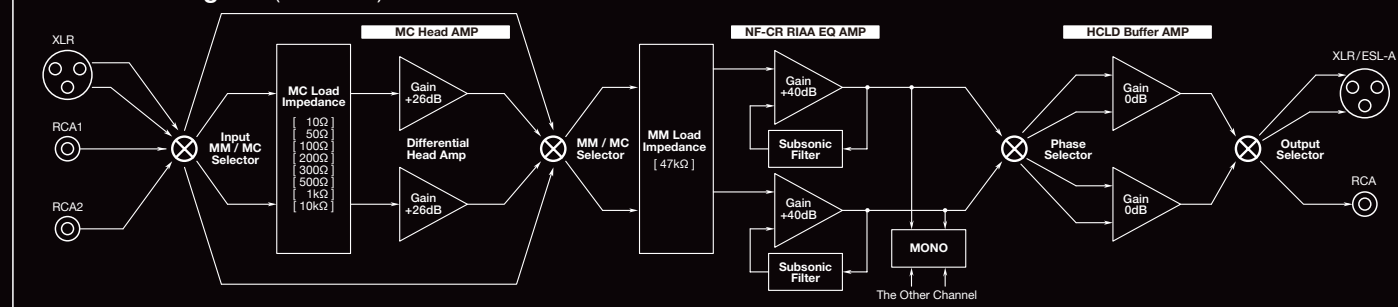 MC Head AMP
NF-CR RIAA EQ AMP
HCLD Buffer AMP
XLR
RCA1
RCA2
Input
MM / MC
Selector
MC Load
Impedance
[ 10Ω ]
[ 50Ω ]
[ 100Ω ]
[ 200Ω ]
[ 300Ω ]
[ 500Ω ]
[ 1kΩ ]
[ 10kΩ ]
Gain
+26dB
Differential
Head Amp
Gain
+26dB
MM / MC
Selector
MM Load
Impedance
[ 47kΩ ]
Gain
+40dB
Subsonic
Filter
Gain
+40dB
Subsonic
Filter
MONO
The Other Channel
Phase
Selector
Gain
0dB
Gain
0dB
Output
Selector
XLR/ESL-A
RCA